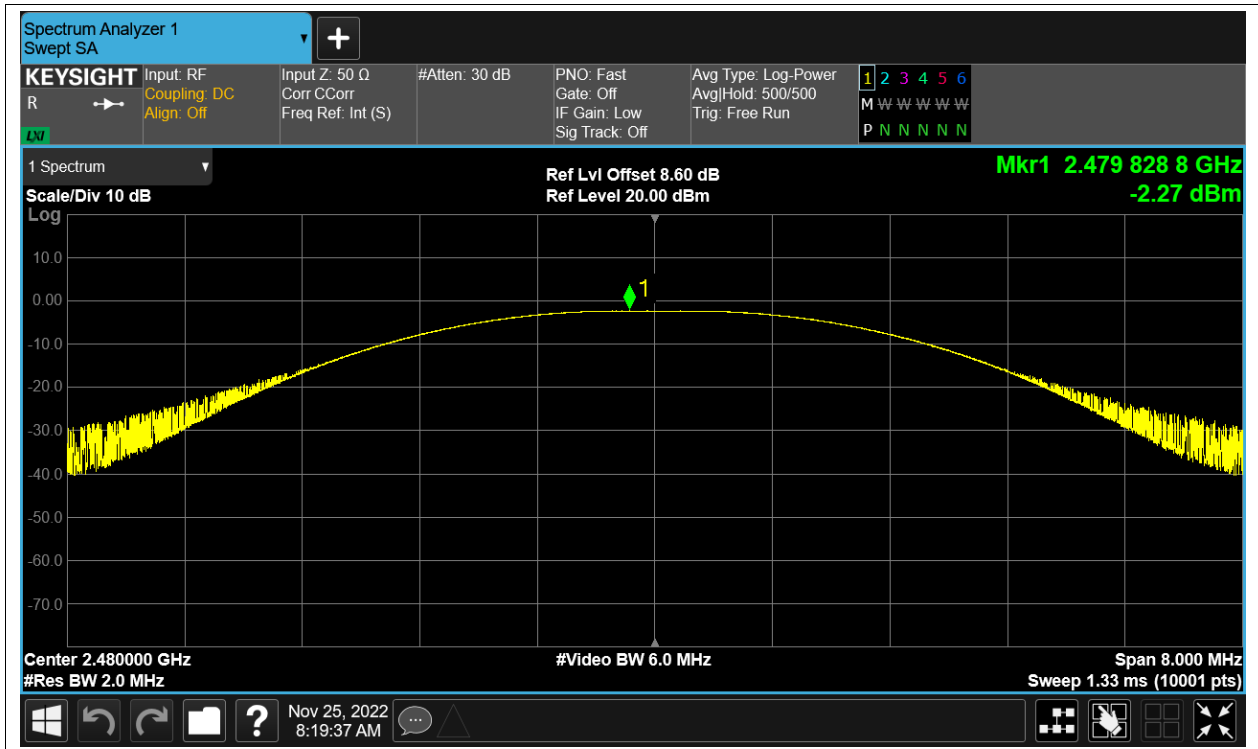 Spectrum Analyzer 1
Swept SA
KEYSIGHT
R
LXI
Input: RF
Coupling: DC
Align: Off
Input Z: 50 Ω
Corr CCorr
Freq Ref: Int (S)
#Atten: 30 dB
PNO: Fast
Gate: Off
IF Gain: Low
Sig Track: Off
Avg Type: Log-Power
Avg|Hold: 500/500
Trig: Free Run
1 2 3 4 5 6
M W W W W W
P N N N N N
1 Spectrum
Scale/Div 10 dB
Ref Lvl Offset 8.60 dB
Ref Level 20.00 dBm
Mkr1 2.479 828 8 GHz
-2.27 dBm
Log
10.0
0.00
-10.0
-20.0
-30.0
-40.0
-50.0
-60.0
-70.0
1
Center 2.480000 GHz
#Res BW 2.0 MHz
#Video BW 6.0 MHz
Span 8.000 MHz
Sweep 1.33 ms (10001 pts)
?
Nov 25, 2022
8:19:37 AM